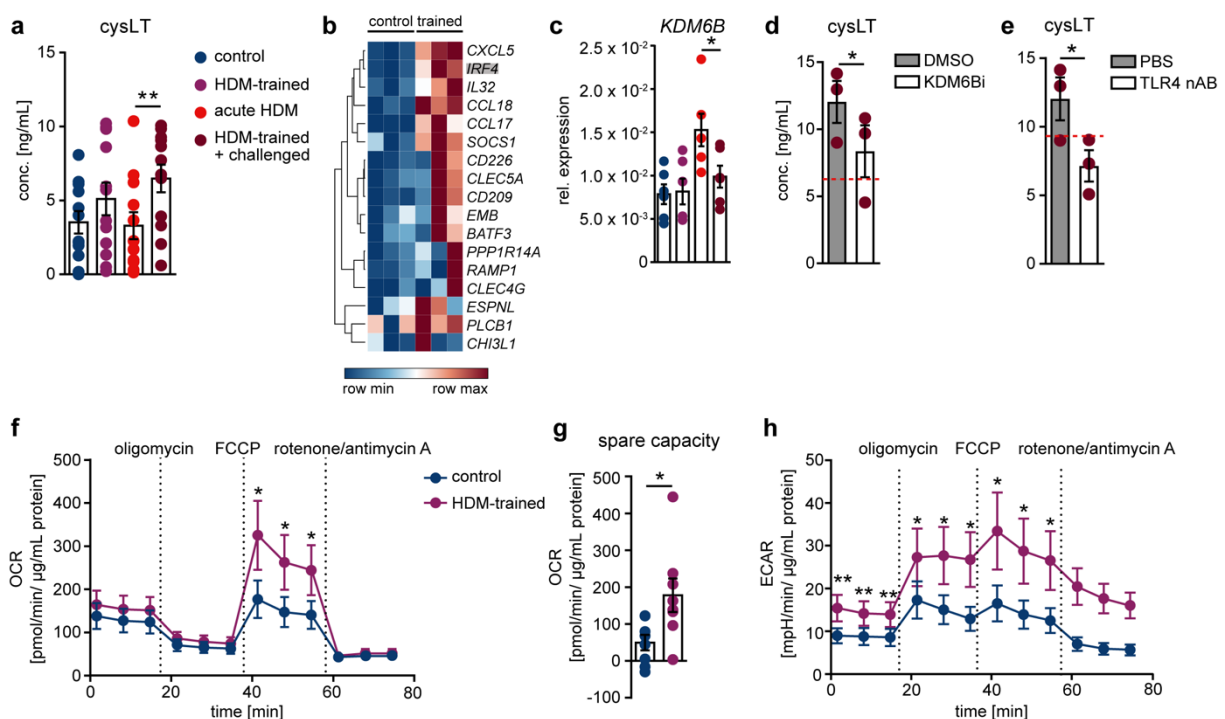 a
cysLT
conc. [ng/mL]
15
10
5
0
control
HDM-trained
acute HDM
HDM-trained
+ challenged
**
b
control trained
CXCL5
IRF4
IL32
CCL18
CCL17
SOCS1
CD226
CLEC5A
CD209
EMB
BATF3
PPP1R14A
RAMP1
CLEC4G
ESPNL
PLCB1
CHI3L1
row min
row max
c
KDM6B
rel. expression
2.5 x 10⁻²
2.0 x 10⁻²
1.5 x 10⁻²
1.0 x 10⁻²
5.0 x 10⁻³
0
*
d
cysLT
conc. [ng/mL]
15
10
5
0
*
DMSO
KDM6Bi
e
cysLT
15
10
5
0
*
PBS
TLR4 nAB
f
oligomycin
FCCP
rotenone/antimycin A
OCR
[pmol/min/ µg/mL protein]
500
400
300
200
100
0
control
HDM-trained
* * *
0 20 40 60 80
time [min]
g
spare capacity
OCR
[pmol/min/ µg/mL protein]
500
400
300
200
100
0
-100
*
h
oligomycin
FCCP
rotenone/antimycin A
ECAR
[mpH/min/ µg/mL protein]
50
40
30
20
10
0
** ** ** * * * * * *
0 20 40 60 80
time [min]